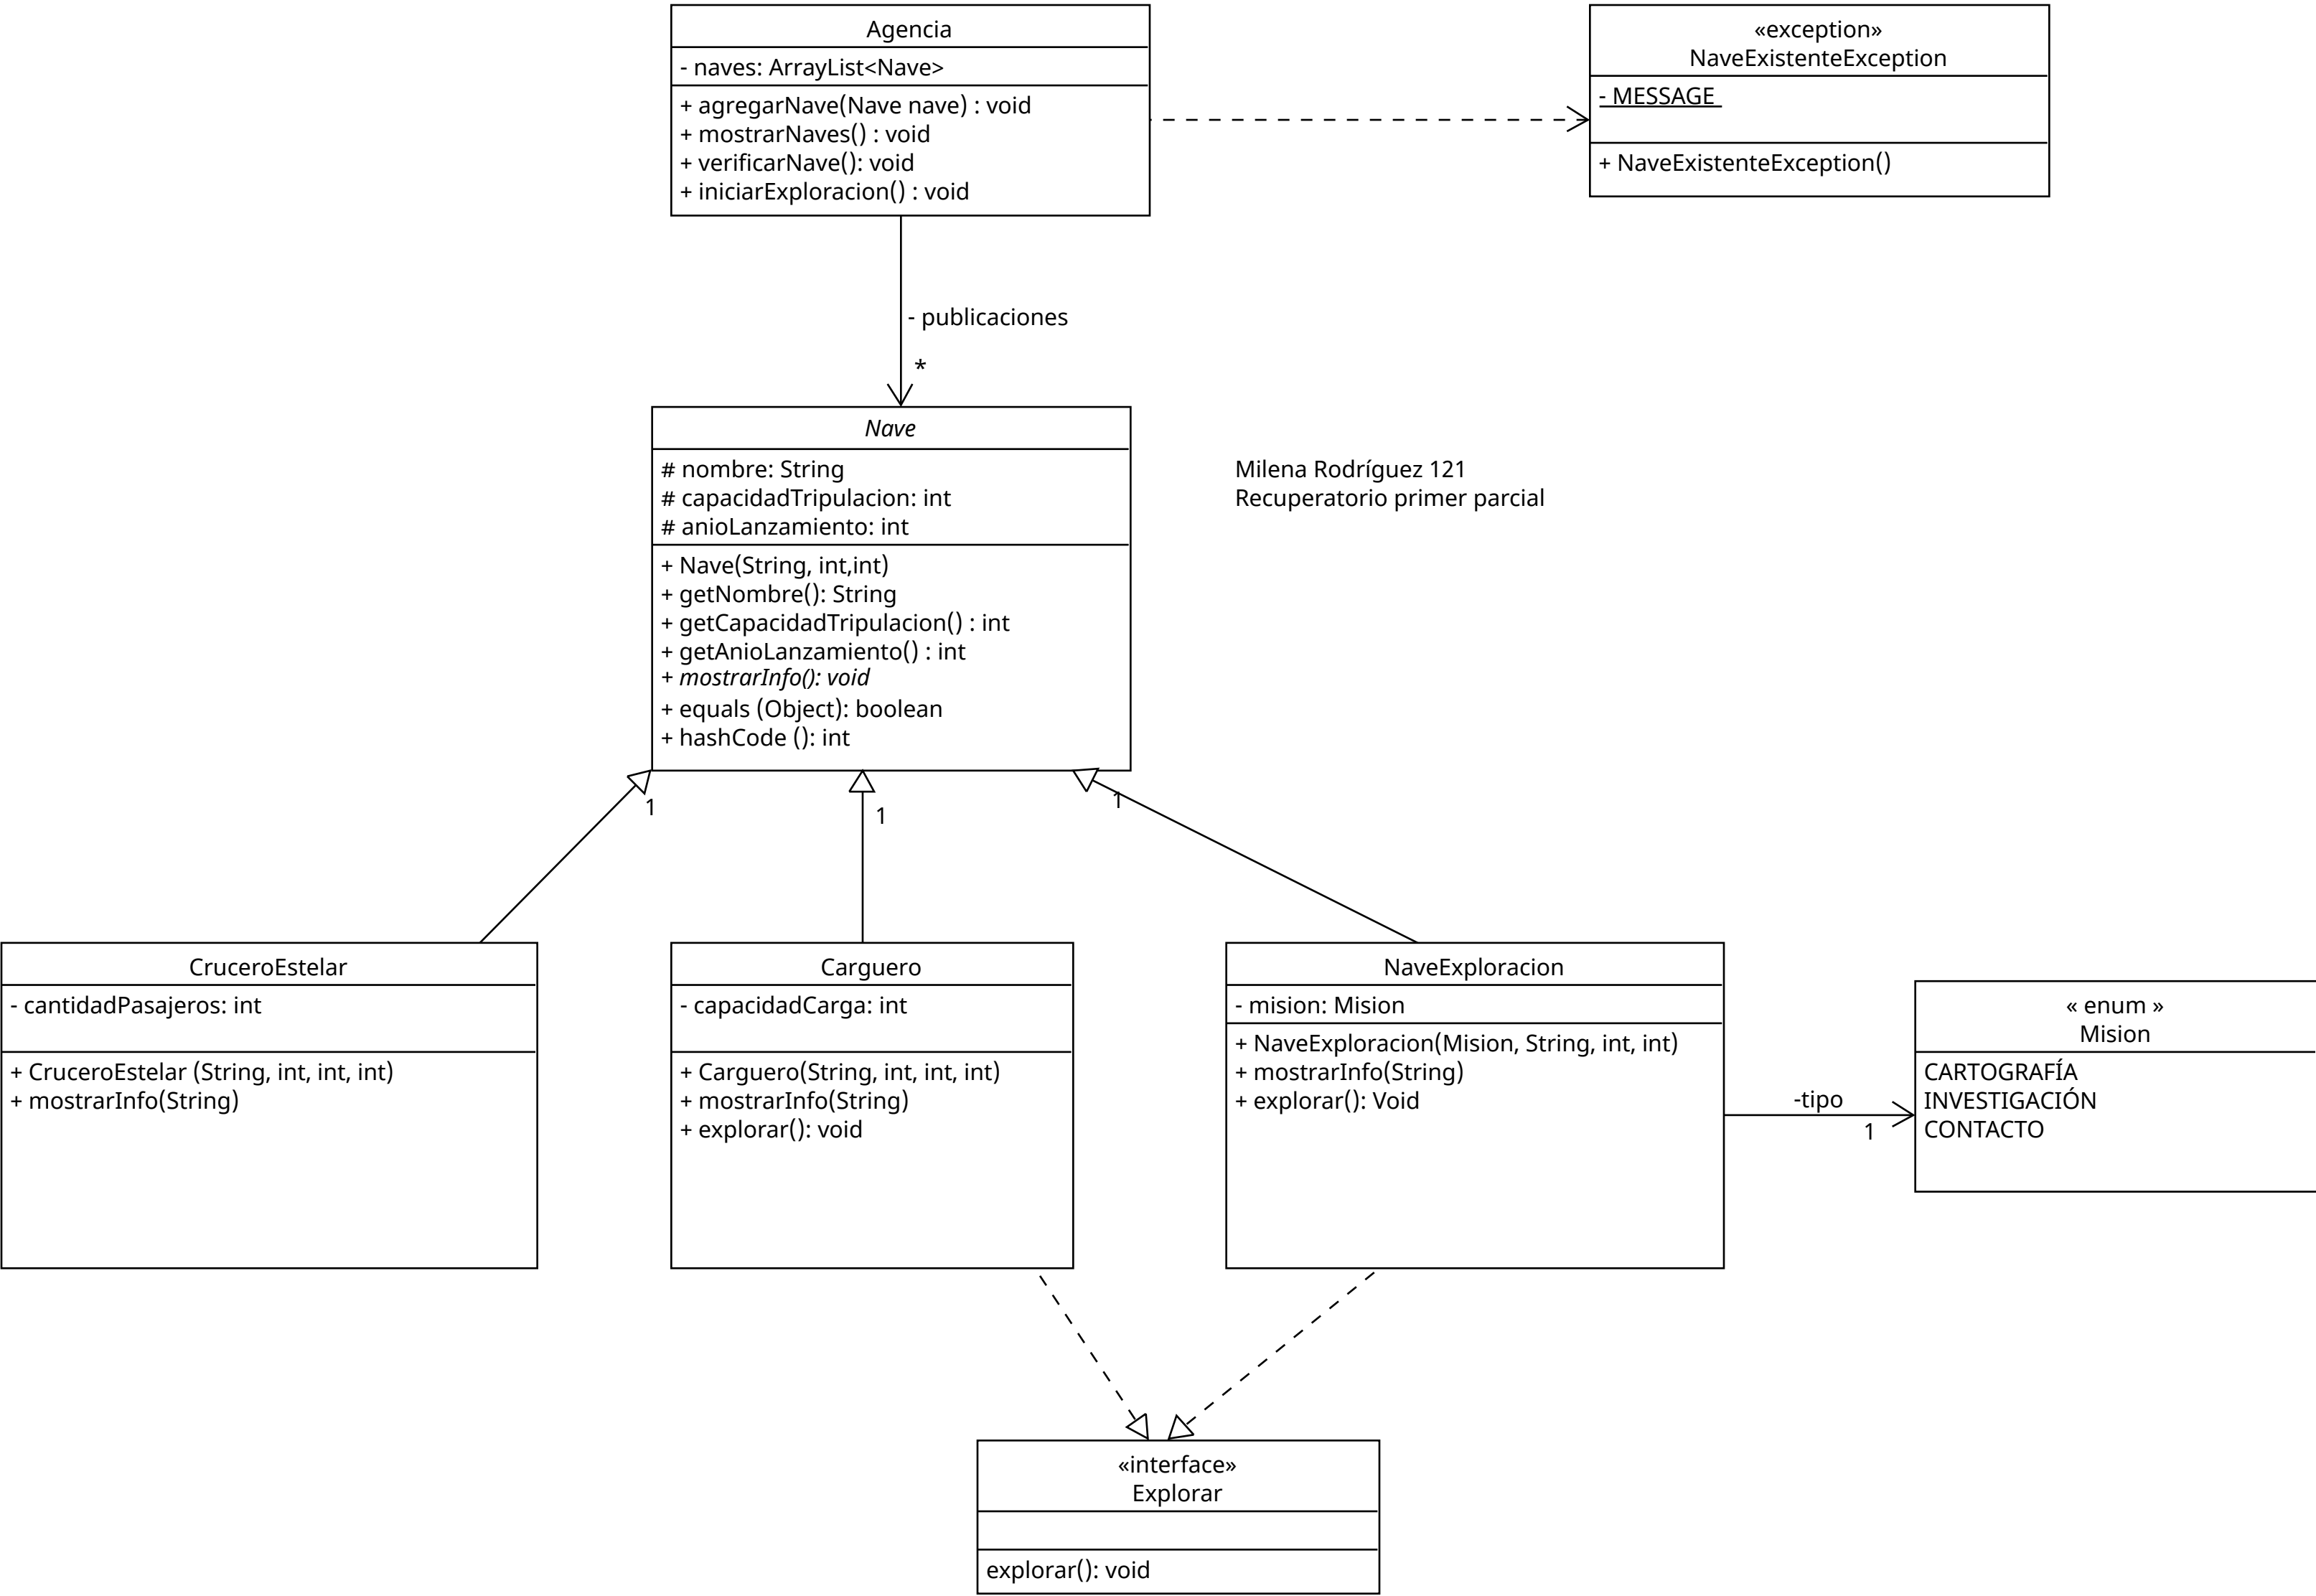 Agencia
- naves: ArrayList<Nave>
+ agregarNave(Nave nave) : void
+ mostrarNaves() : void
+ verificarNave(): void
+ iniciarExploracion() : void
«exception»
NaveExistenteException
- MESSAGE
+ NaveExistenteException()
- publicaciones
*
Nave
# nombre: String
# capacidadTripulacion: int
# anioLanzamiento: int
+ Nave(String, int,int)
+ getNombre(): String
+ getCapacidadTripulacion() : int
+ getAnioLanzamiento() : int
+ mostrarInfo(): void
+ equals (Object): boolean
+ hashCode (): int
Milena Rodríguez 121
Recuperatorio primer parcial
1
1
1
CruceroEstelar
- cantidadPasajeros: int
+ CruceroEstelar (String, int, int, int)
+ mostrarInfo(String)
Carguero
- capacidadCarga: int
+ Carguero(String, int, int, int)
+ mostrarInfo(String)
+ explorar(): void
NaveExploracion
- mision: Mision
+ NaveExploracion(Mision, String, int, int)
+ mostrarInfo(String)
+ explorar(): Void
-tipo
1
« enum »
Mision
CARTOGRAFÍA
INVESTIGACIÓN
CONTACTO
«interface»
Explorar
explorar(): void